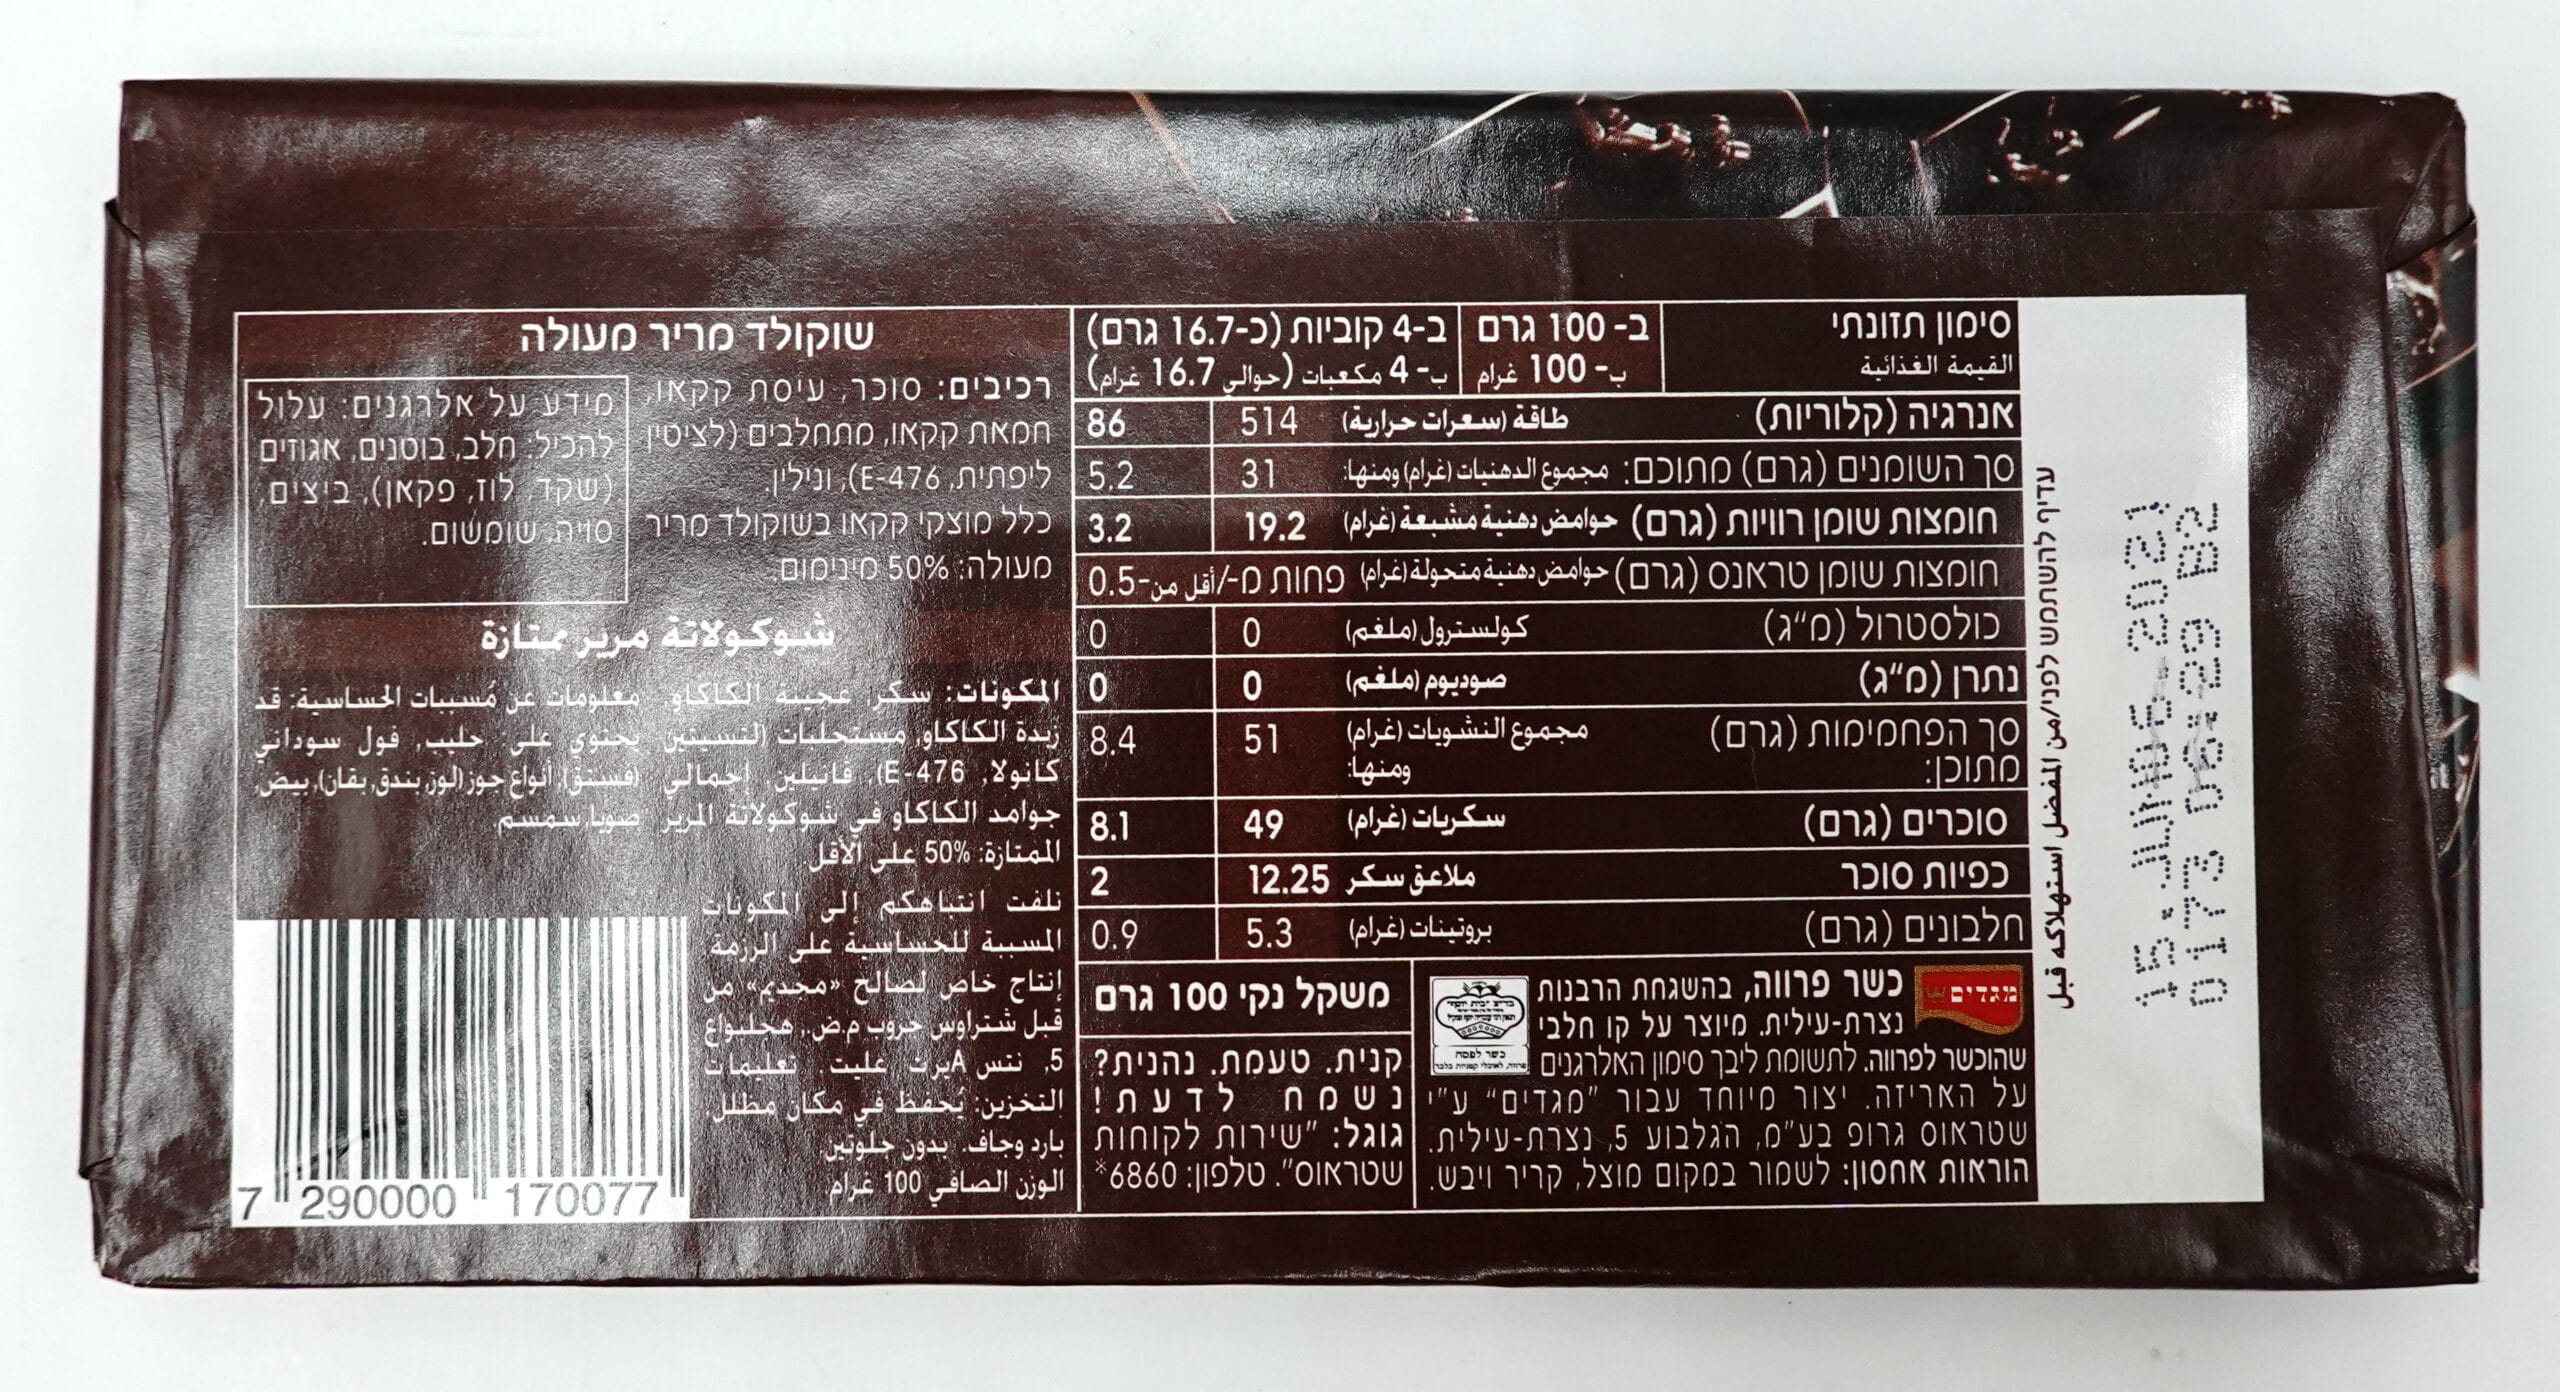 סימון תזונתי ב- 100 גרם ב-4 קוביות (כ-16.7 גרם)
القيمة الغذائية ب- 100 غرام ب- 4 مكعبات (حوالي 16.7 غرام)
אנרגיה (קלוריות) طاقة (سعرات حرارية) 514 86
סך השומנים (גרם) מתוכם: مجموع الدهنيات (غرام) ومنها: 31 5.2
חומצות שומן רוויות (גרם) حوامض دهنية مشبعة (غرام) 19.2 3.2
חומצות שומן טראנס (גרם) حوامض دهنية متحولة (غرام) פחות מ-/أقل من-0.5
כולסטרול (מ"ג) كولسترول (ملغم) 0 0
נתרן (מ"ג) صوديوم (ملغم) 0 0
סך הפחמימות (גרם) مجموع النشويات (غرام) 51 8.4
מתוכן: ومنها:
סוכרים (גרם) سكريات (غرام) 49 8.1
כפיות סוכר ملاعق سكر 12.25 2
חלבונים (גרם) بروتينات (غرام) 5.3 0.9
מגדים
כשר פרווה, בהשגחת הרבנות
נצרת-עילית. מיוצר על קו חלבי
שהוכשר לפרווה. לתשומת ליבך סימון האלרגנים
על האריזה. יצור מיוחד עבור "מגדים" ע"י
שטראוס גרופ בע"מ, הגלבוע 5, נצרת-עילית.
הוראות אחסון: לשמור במקום מוצל, קריר ויבש.
כשר לפסח
משקל נקי 100 גרם
קנית. טעמת. נהנית?
נשמח לדעת!
גוגל: "שירות לקוחות
שטראוס". טלפון: 6860*
שוקולד מריר מעולה
רכיבים: סוכר, עיסת קקאו,
חמאת קקאו, מתחלבים (לציטין
ליפתית, E-476), ונילין.
כלל מוצקי קקאו בשוקולד מריר
מעולה: 50% מינימום.
מידע על אלרגנים: עלול
להכיל: חלב, בוטנים, אגוזים
(שקד, לוז, פקאן), ביצים,
סויה, שומשום.
شوكولاتة مرير ممتازة
المكونات: سكر, عجينة الكاكاو,
زبدة الكاكاو, مستحلبات (لتسيتين
كانولا, E-476), فانيلين إجمالي
جوامد الكاكاو في شوكولاتة المرير
الممتازة: 50% على الأقل.
معلومات عن مُسببات الحساسية: قد
يحتوي على: حليب, فول سوداني
(فستق), أنواع جوز (لوز, بندق, بقان), بيض,
صويا, سمسم
نلفت انتباهكم إلى المكونات
المسببة للحساسية على الرزمة
إنتاج خاص لصالح «مجديم» من
قبل شتراوس جروب م.ض., هجلبواع
5, نتس Aيرت عليت. تعليمات
التخزين: يُحفظ في مكان مظلل,
بارد وجاف. بدون جلوتين
الوزن الصافي 100 غرام
7 290000 170077
עדיף להשתמש לפני/من المفضل استهلاكه قبل
2021
06:29 B2